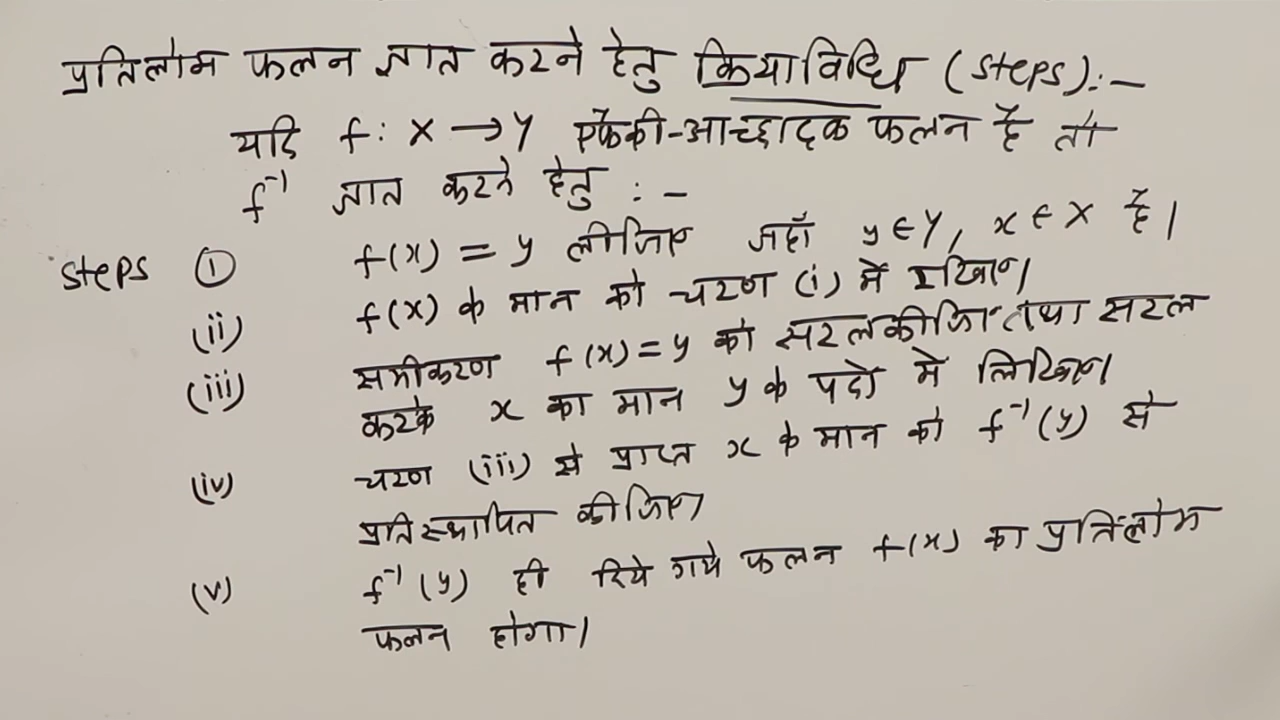 प्रतिलोम फलन ज्ञात करने हेतु क्रियाविधि (steps):-
यदि f: X → Y एकैकी-आच्छादक फलन है तो
f⁻¹ ज्ञात करने हेतु :-
steps ① f(x) = y लीजिए जहाँ y ∈ Y, x ∈ X है।
(ii) f(x) के मान को चरण (i) में रखिए।
(iii) समीकरण f(x) = y को सरल कीजिए तथा सरल
करके x का मान y के पदों में लिखिए।
(iv) चरण (iii) से प्राप्त x के मान को f⁻¹(y) से
प्रतिस्थापित कीजिए।
(v) f⁻¹(y) ही दिये गये फलन f(x) का प्रतिलोम
फलन होगा।